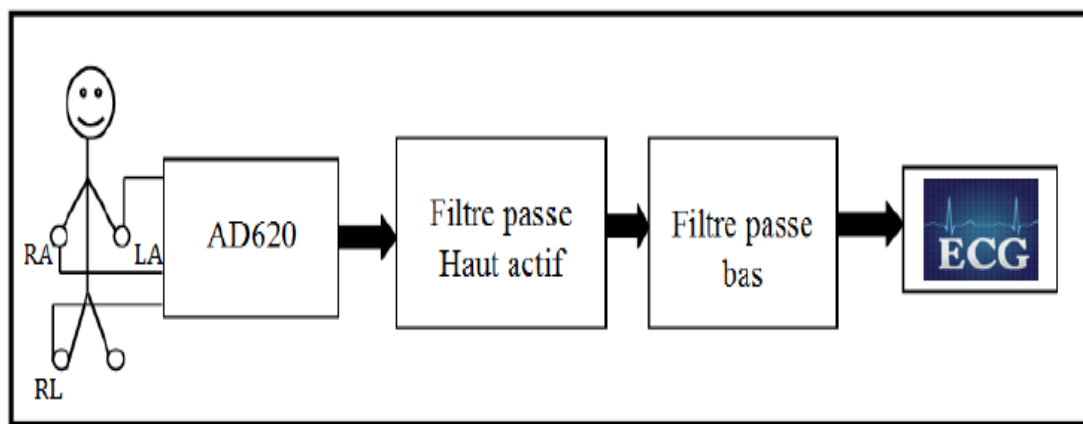 RA
LA
RL
AD620
Filtre passe
Haut actif
Filtre passe
bas
ECG